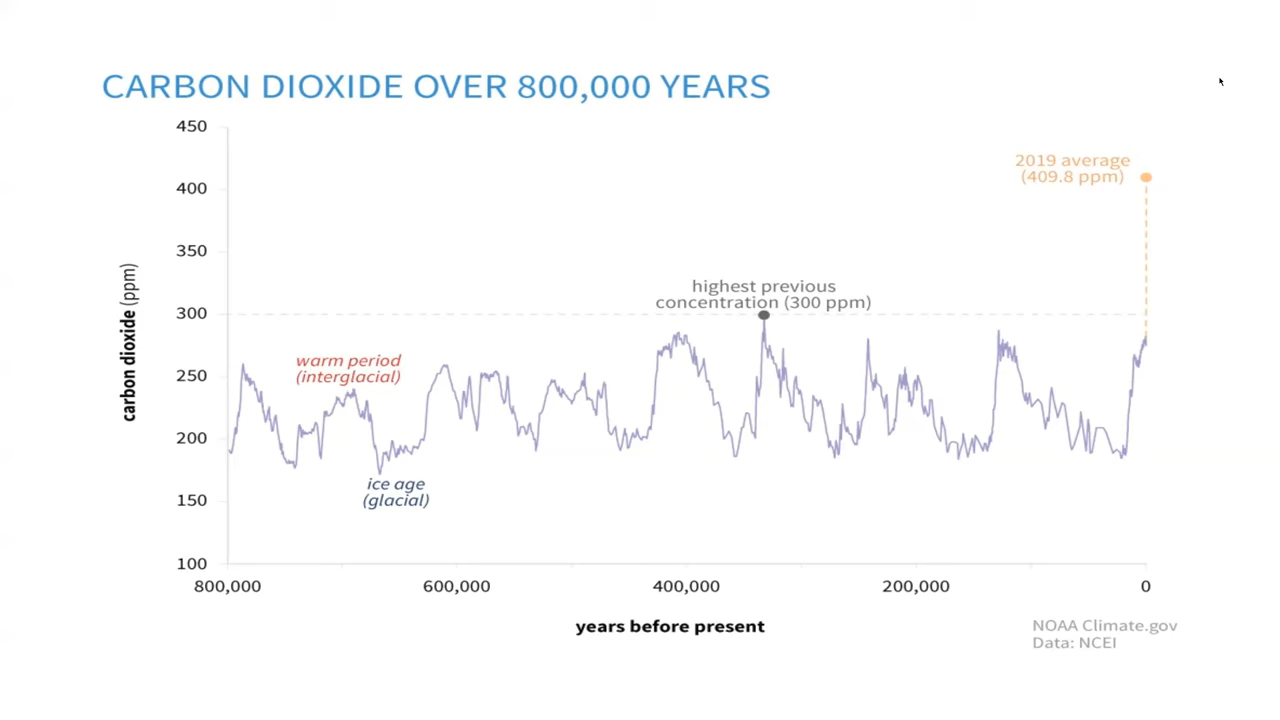 CARBON DIOXIDE OVER 800,000 YEARS
450
400
350
300
250
200
150
100
carbon dioxide (ppm)
2019 average
(409.8 ppm)
highest previous
concentration (300 ppm)
warm period
(interglacial)
ice age
(glacial)
800,000
600,000
400,000
200,000
0
years before present
NOAA Climate.gov
Data: NCEI